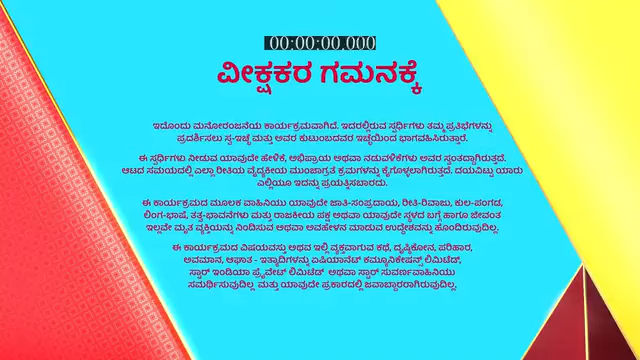 00:00:00,000
ವೀಕ್ಷಕರ ಗಮನಕ್ಕೆ
ಇದೊಂದು ಮನೋರಂಜನೆಯ ಕಾರ್ಯಕ್ರಮವಾಗಿದೆ. ಇದರಲ್ಲಿರುವ ಸ್ಪರ್ಧಿಗಳು ತಮ್ಮ ಪ್ರತಿಭೆಗಳನ್ನು
ಪ್ರದರ್ಶಿಸಲು ಸ್ವ-ಇಚ್ಛೆ ಮತ್ತು ಅವರ ಕುಟುಂಬದವರ ಇಚ್ಛೆಯಿಂದ ಭಾಗವಹಿಸಿರುತ್ತಾರೆ.
ಈ ಸ್ಪರ್ಧಿಗಳು ನೀಡುವ ಯಾವುದೇ ಹೇಳಿಕೆ, ಅಭಿಪ್ರಾಯ ಅಥವಾ ನಡುವಳಿಕೆಗಳು ಅವರ ಸ್ವಂತದ್ದಾಗಿರುತ್ತದೆ.
ಆಟದ ಸಮಯದಲ್ಲಿ ಎಲ್ಲಾ ರೀತಿಯ ವೈದ್ಯಕೀಯ ಮುಂಜಾಗ್ರತೆ ಕ್ರಮಗಳನ್ನು ಕೈಗೊಳ್ಳಲಾಗಿರುತ್ತದೆ. ದಯವಿಟ್ಟು ಯಾರು
ಎಲ್ಲಿಯೂ ಇದನ್ನು ಪ್ರಯತ್ನಿಸಬಾರದು.
ಈ ಕಾರ್ಯಕ್ರಮದ ಮೂಲಕ ವಾಹಿನಿಯು ಯಾವುದೇ ಜಾತಿ-ಸಂಪ್ರದಾಯ, ರೀತಿ-ರಿವಾಜು, ಕುಲ-ಪಂಗಡ,
ಲಿಂಗ-ಭಾಷೆ, ತತ್ವ-ಭಾವನೆಗಳು ಮತ್ತು ರಾಜಕೀಯ ಪಕ್ಷ ಅಥವಾ ಯಾವುದೇ ಸ್ಥಳದ ಬಗ್ಗೆ ಹಾಗೂ ಜೀವಂತ
ಇಲ್ಲವೇ ಮೃತ ವ್ಯಕ್ತಿಯನ್ನು ನಿಂದಿಸುವ ಅಥವಾ ಅವಹೇಳನ ಮಾಡುವ ಉದ್ದೇಶವನ್ನು ಹೊಂದಿರುವುದಿಲ್ಲ.
ಈ ಕಾರ್ಯಕ್ರಮದ ವಿಷಯವಸ್ತು ಅಥವ ಇಲ್ಲಿ ವ್ಯಕ್ತವಾಗುವ ಕಥೆ, ದೃಷ್ಠಿಕೋನ, ಪರಿಹಾರ,
ಅವಮಾನ, ಆಘಾತ - ಇತ್ಯಾದಿಗಳನ್ನು ಏಷಿಯಾನೆಟ್ ಕಮ್ಯೂನಿಕೇಷನ್ಸ್ ಲಿಮಿಟೆಡ್,
ಸ್ಟಾರ್ ಇಂಡಿಯಾ ಪ್ರೈವೇಟ್ ಲಿಮಿಟೆಡ್ ಅಥವಾ ಸ್ಟಾರ್ ಸುವರ್ಣವಾಹಿನಿಯು
ಸಮರ್ಥಿಸುವುದಿಲ್ಲ ಮತ್ತು ಯಾವುದೇ ಪ್ರಕಾರದಲ್ಲಿ ಜವಾಬ್ದಾರರಾಗಿರುವುದಿಲ್ಲ.